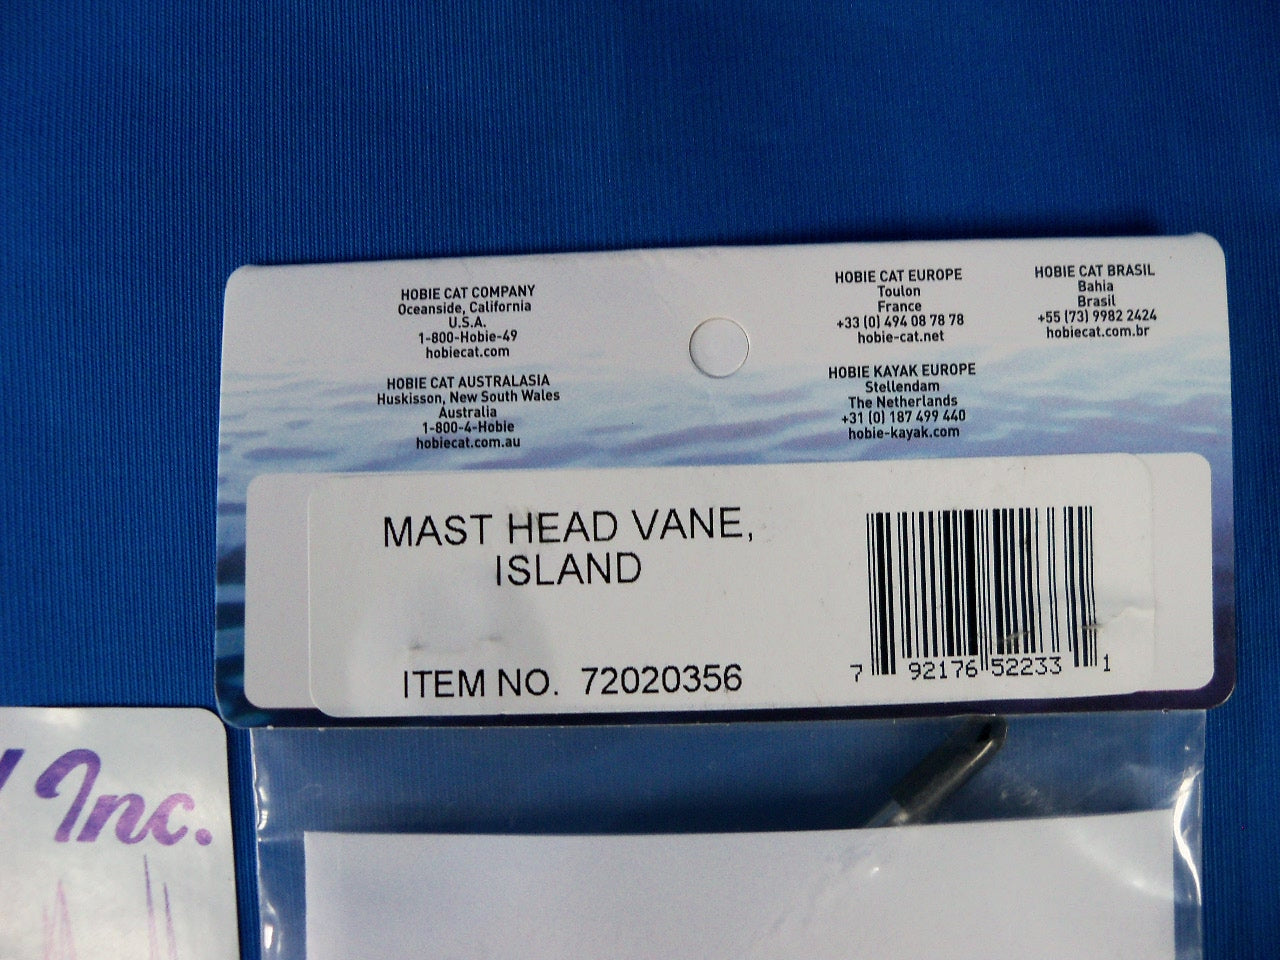 HOBIE CAT COMPANY
Oceanside, California
U.S.A.
1-800-Hobie-49
hobiecat.com
HOBIE CAT AUSTRALASIA
Huskisson, New South Wales
Australia
1-800-4-Hobie
hobiecat.com.au
HOBIE CAT EUROPE
Toulon
France
+33 (0) 494 08 78 78
hobie-cat.net
HOBIE KAYAK EUROPE
Stellendam
The Netherlands
+31 (0) 187 499 440
hobie-kayak.com
HOBIE CAT BRASIL
Bahia
Brasil
+55 (73) 9982 2424
hobiecat.com.br
MAST HEAD VANE,
ISLAND
ITEM NO. 72020356
7 92176 52233 1
Inc.